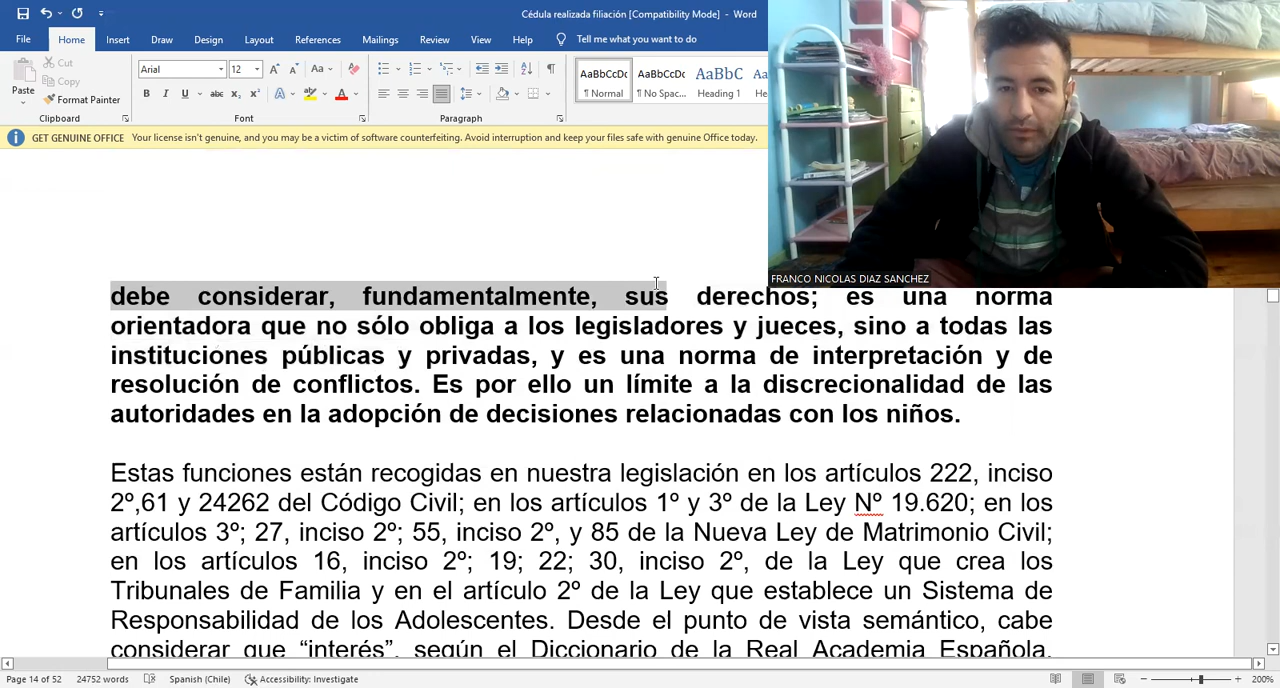 Cédula realizada filiación [Compatibility Mode] - Word
File Home Insert Draw Design Layout References Mailings Review View Help Tell me what you want to do
Paste
Cut
Copy
Format Painter
Clipboard
Arial 12
Font
Paragraph
AaBbCcDc AaBbCcDc AaBbC
¶ Normal ¶ No Spac... Heading 1
GET GENUINE OFFICE Your license isn't genuine, and you may be a victim of software counterfeiting. Avoid interruption and keep your files safe with genuine Office today.
FRANCO NICOLAS DIAZ SANCHEZ
debe considerar, fundamentalmente, sus derechos; es una norma
orientadora que no sólo obliga a los legisladores y jueces, sino a todas las
instituciones públicas y privadas, y es una norma de interpretación y de
resolución de conflictos. Es por ello un límite a la discrecionalidad de las
autoridades en la adopción de decisiones relacionadas con los niños.
Estas funciones están recogidas en nuestra legislación en los artículos 222, inciso
2º,61 y 24262 del Código Civil; en los artículos 1º y 3º de la Ley Nº 19.620; en los
artículos 3º; 27, inciso 2º; 55, inciso 2º, y 85 de la Nueva Ley de Matrimonio Civil;
en los artículos 16, inciso 2º; 19; 22; 30, inciso 2º, de la Ley que crea los
Tribunales de Familia y en el artículo 2º de la Ley que establece un Sistema de
Responsabilidad de los Adolescentes. Desde el punto de vista semántico, cabe
considerar que “interés”, según el Diccionario de la Real Academia Española,
Page 14 of 52 24752 words Spanish (Chile) Accessibility: Investigate 200%